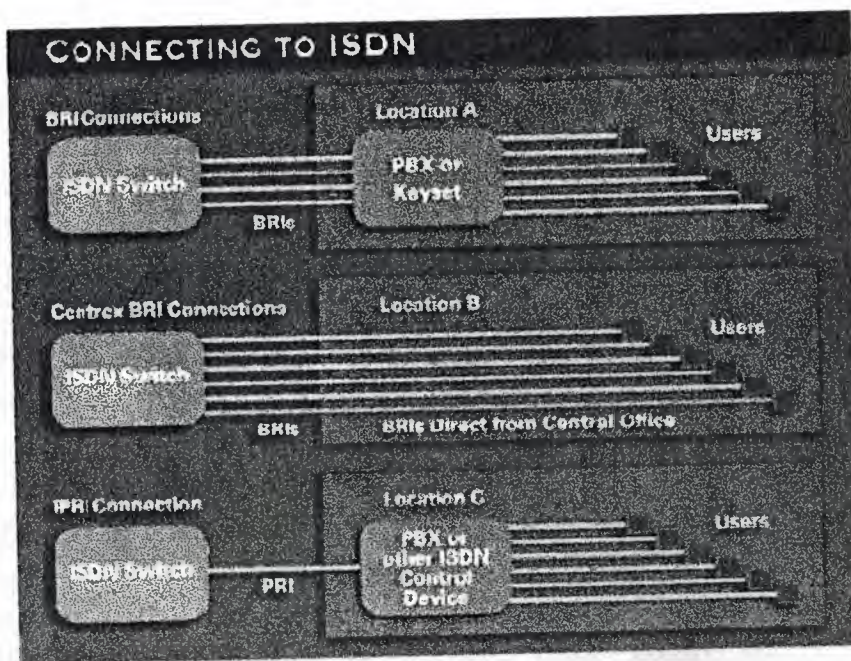 CONNECTING TO ISDN
BRI Connections
Location A
Users
ISDN Switch
PBX or
Keyset
BRIs
Centrex BRI Connections
Location B
Users
ISDN Switch
BRIs
BRIs Direct from Control Office
PRI Connection
Location C
Users
ISDN Switch
PRI
PBX or
other ISDN
Control
Device